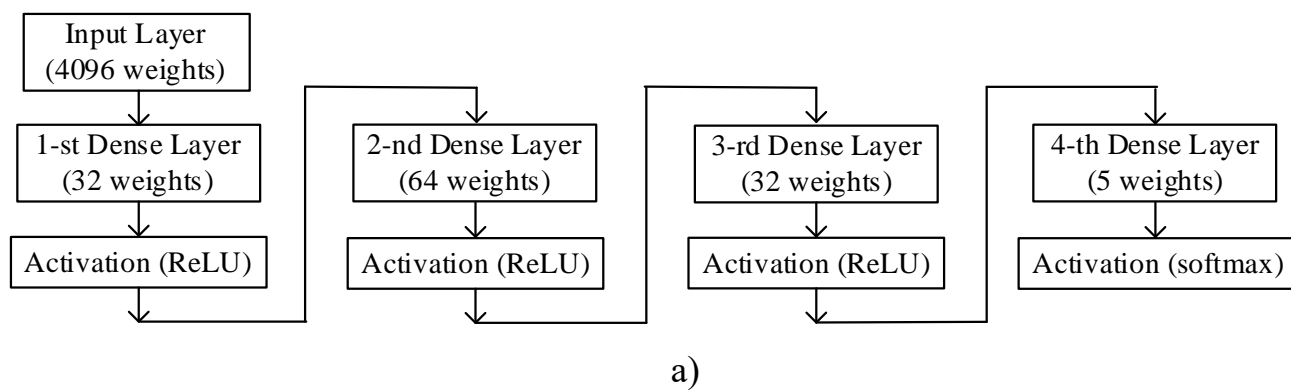 Input Layer
(4096 weights)
1-st Dense Layer
(32 weights)
Activation (ReLU)
2-nd Dense Layer
(64 weights)
Activation (ReLU)
3-rd Dense Layer
(32 weights)
Activation (ReLU)
4-th Dense Layer
(5 weights)
Activation (softmax)
a)